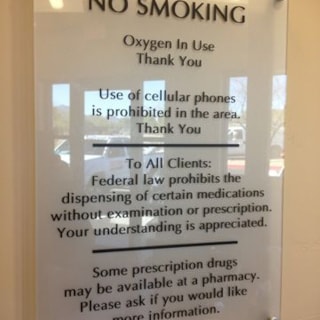 NO SMOKING
Oxygen In Use
Thank You
Use of cellular phones
is prohibited in the area.
Thank You
To All Clients:
Federal law prohibits the
dispensing of certain medications
without examination or prescription.
Your understanding is appreciated.
Some prescription drugs
may be available at a pharmacy.
Please ask if you would like
more information.